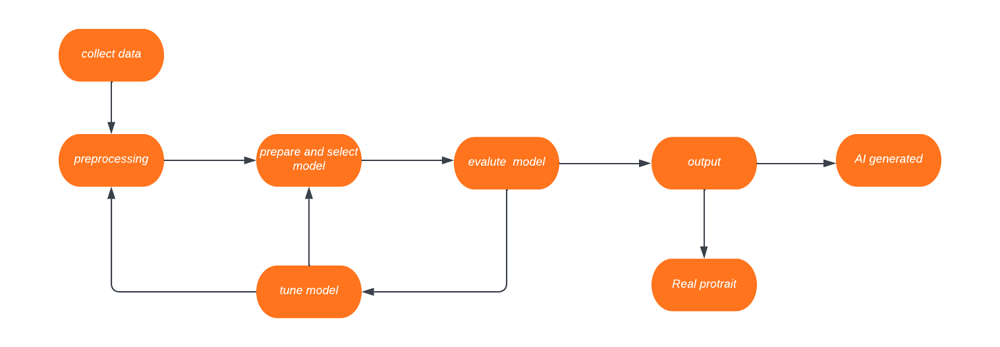 collect data
preprocessing
prepare and select
model
evalute  model
output
AI generated
tune model
Real protrait